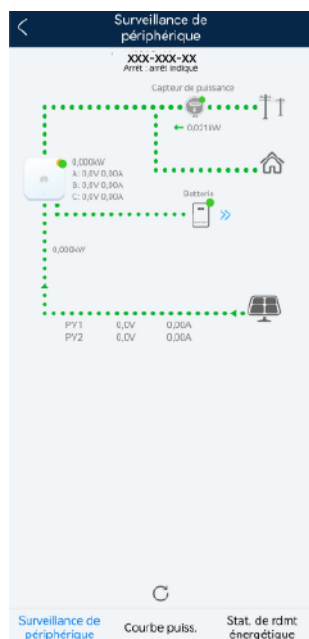 Surveillance de
périphérique
XXX-XXX-XX
Arrêt : arrêt indiqué
Capteur de puissance
0,021kW
0,000kW
A: 0,0V 0,00A
B: 0,0V 0,00A
C: 0,0V 0,00A
Batterie
0,000kW
PV1 0,0V 0,00A
PV2 0,0V 0,00A
Surveillance de
périphérique
Courbe puiss.
Stat. de rdmt
énergétique